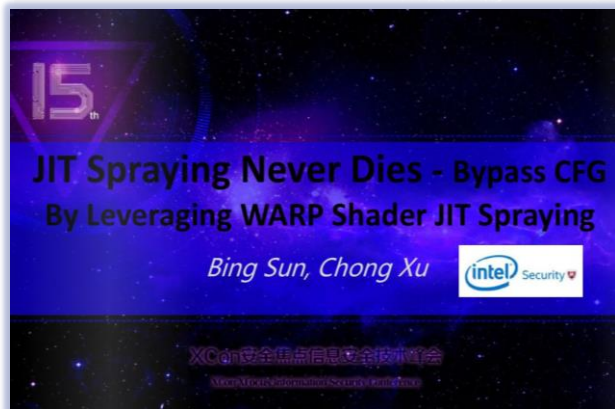 15th
JIT Spraying Never Dies - Bypass CFG
By Leveraging WARP Shader JIT Spraying
Bing Sun, Chong Xu
intel Security
XCon安全焦点信息安全技术峰会
XCon XFocus Information Security Conference